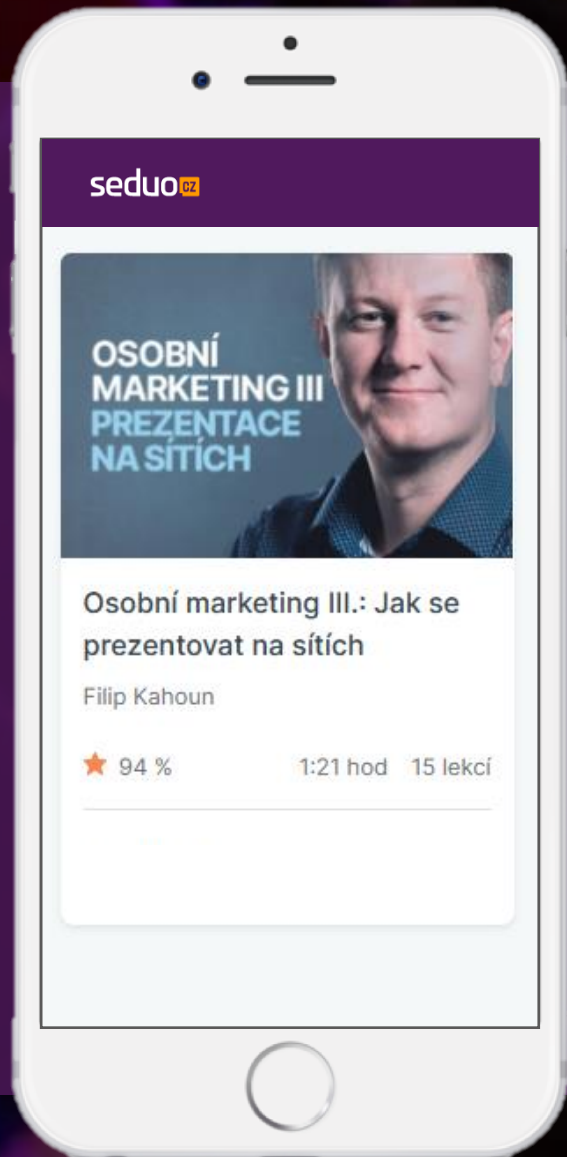 seduo CZ
OSOBNÍ
MARKETING III
PREZENTACE
NA SÍTÍCH
Osobní marketing III.: Jak se
prezentovat na sítích
Filip Kahoun
94 %
1:21 hod 15 lekcí